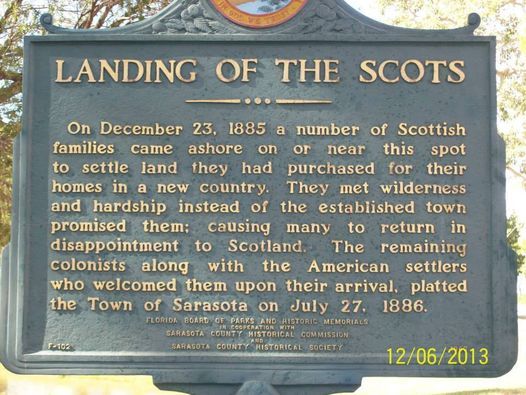 LANDING OF THE SCOTS
On December 23, 1885 a number of Scottish
families came ashore on or near this spot
to settle land they had purchased for their
homes in a new country. They met wilderness
and hardship instead of the established town
promised them; causing many to return in
disappointment to Scotland. The remaining
colonists along with the American settlers
who welcomed them upon their arrival, platted
the Town of Sarasota on July 27, 1886.
FLORIDA BOARD OF PARKS AND HISTORIC MEMORIALS
IN COOPERATION WITH
SARASOTA COUNTY HISTORICAL COMMISSION
AND
F-102 SARASOTA COUNTY HISTORICAL SOCIETY
12/06/2013